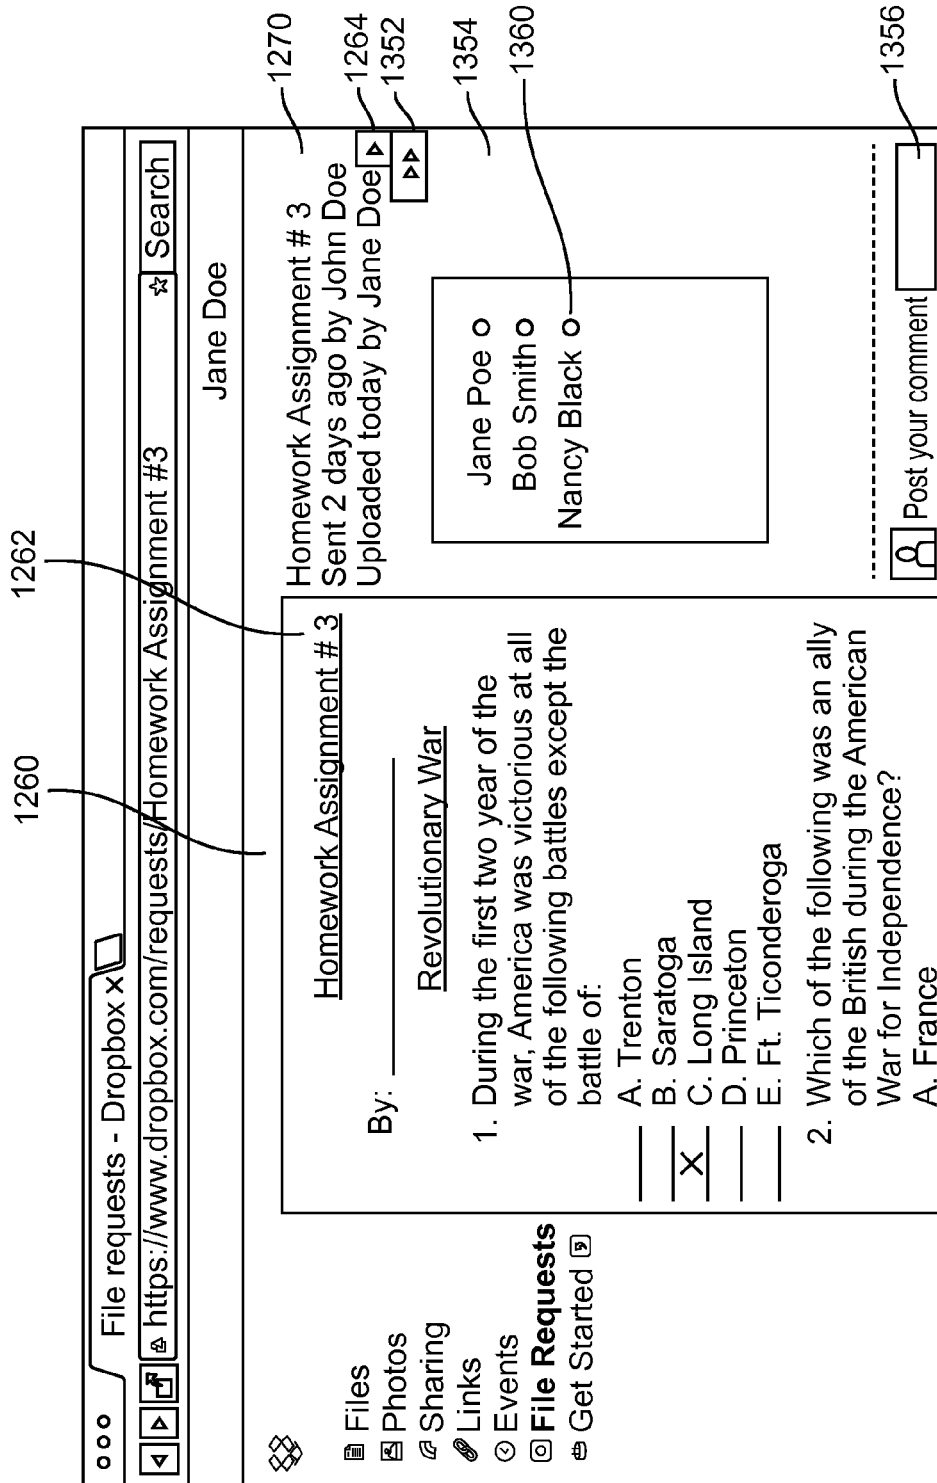 File requests - Dropbox X
https://www.dropbox.com/requests/Homework Assignment #3
Search
Jane Doe
Files
Photos
Sharing
Links
Events
File Requests
Get Started
Homework Assignment # 3
By:
Revolutionary War
1. During the first two year of the
war, America was victorious at all
of the following battles except the
battle of:
A. Trenton
B. Saratoga
X C. Long Island
D. Princeton
E. Ft. Ticonderoga
2. Which of the following was an ally
of the British during the American
War for Independence?
A. France
Homework Assignment # 3
Sent 2 days ago by John Doe
Uploaded today by Jane Doe
Jane Poe
Bob Smith
Nancy Black
Post your comment
1260
1262
1270
1264
1352
1354
1360
1356